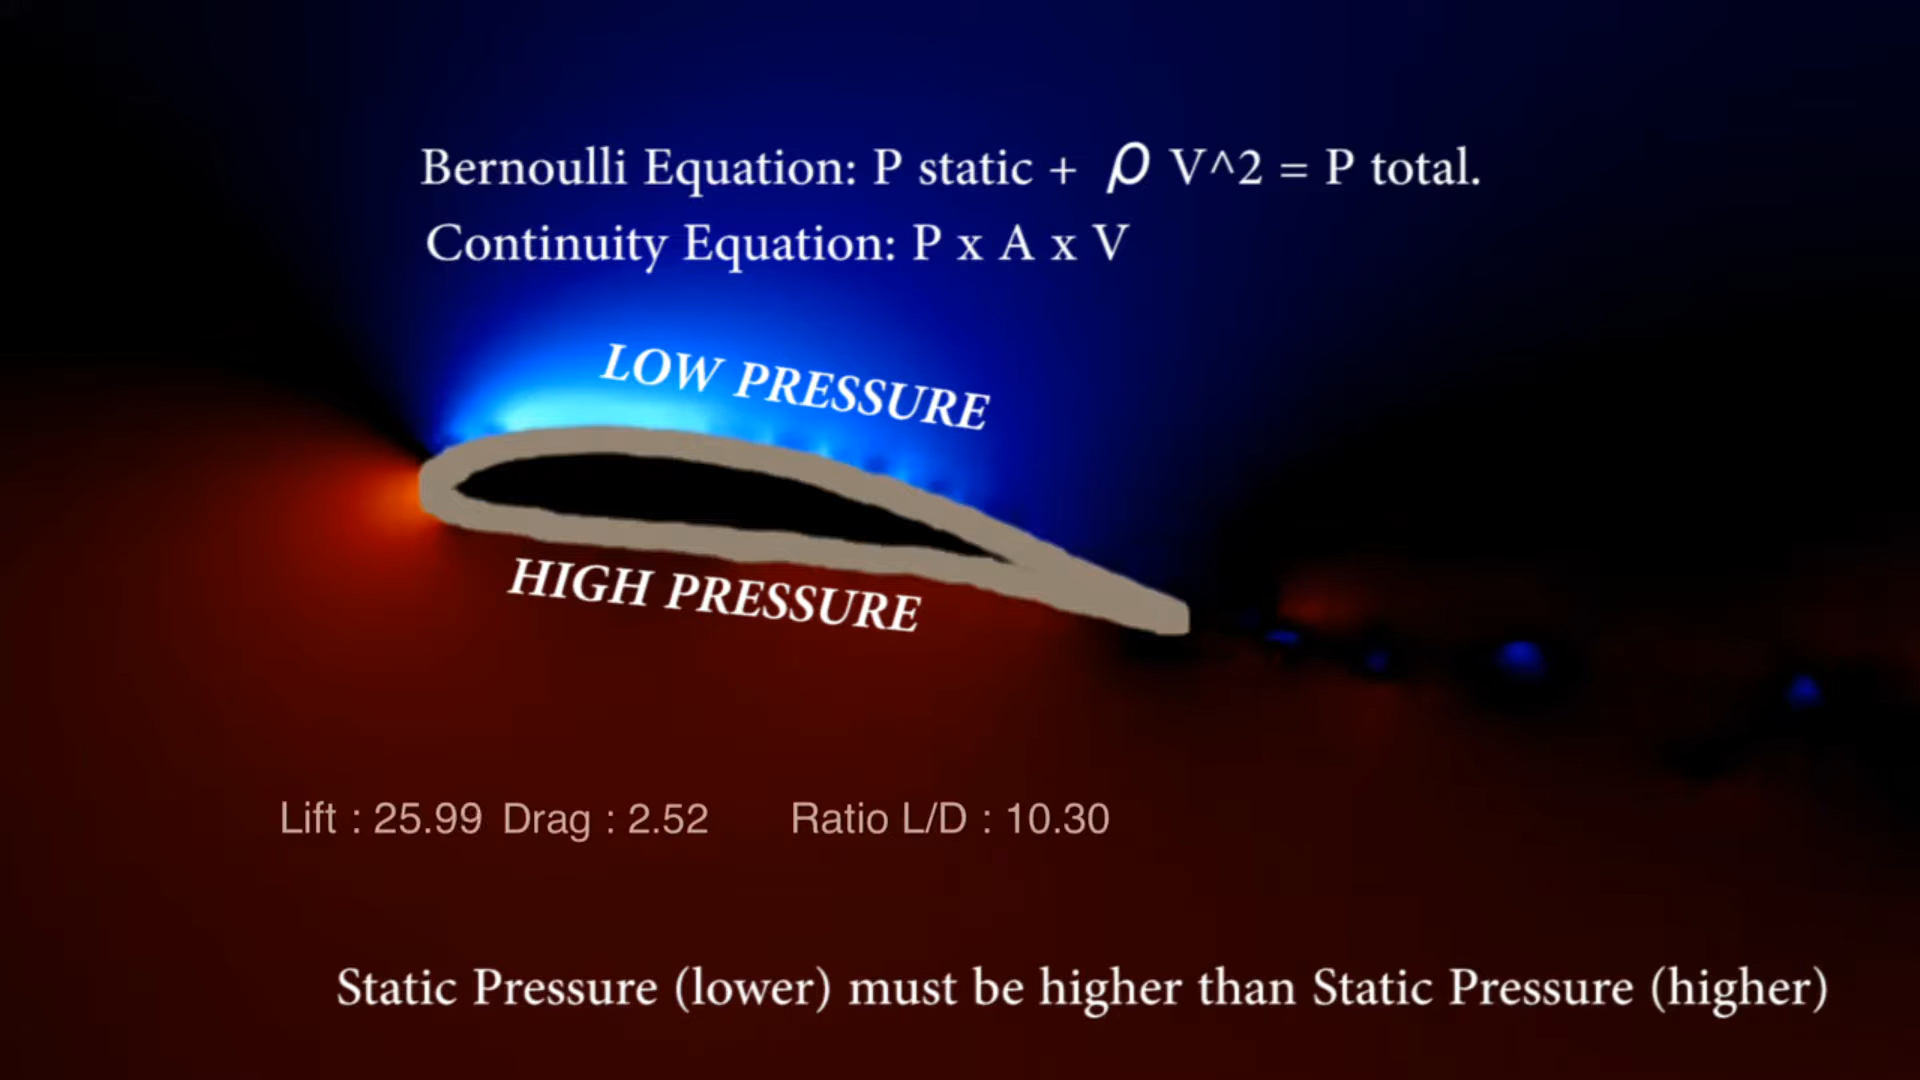 Bernoulli Equation: P static + ρ V^2 = P total.
Continuity Equation: P x A x V
LOW PRESSURE
HIGH PRESSURE
Lift : 25.99 Drag : 2.52 Ratio L/D : 10.30
Static Pressure (lower) must be higher than Static Pressure (higher)